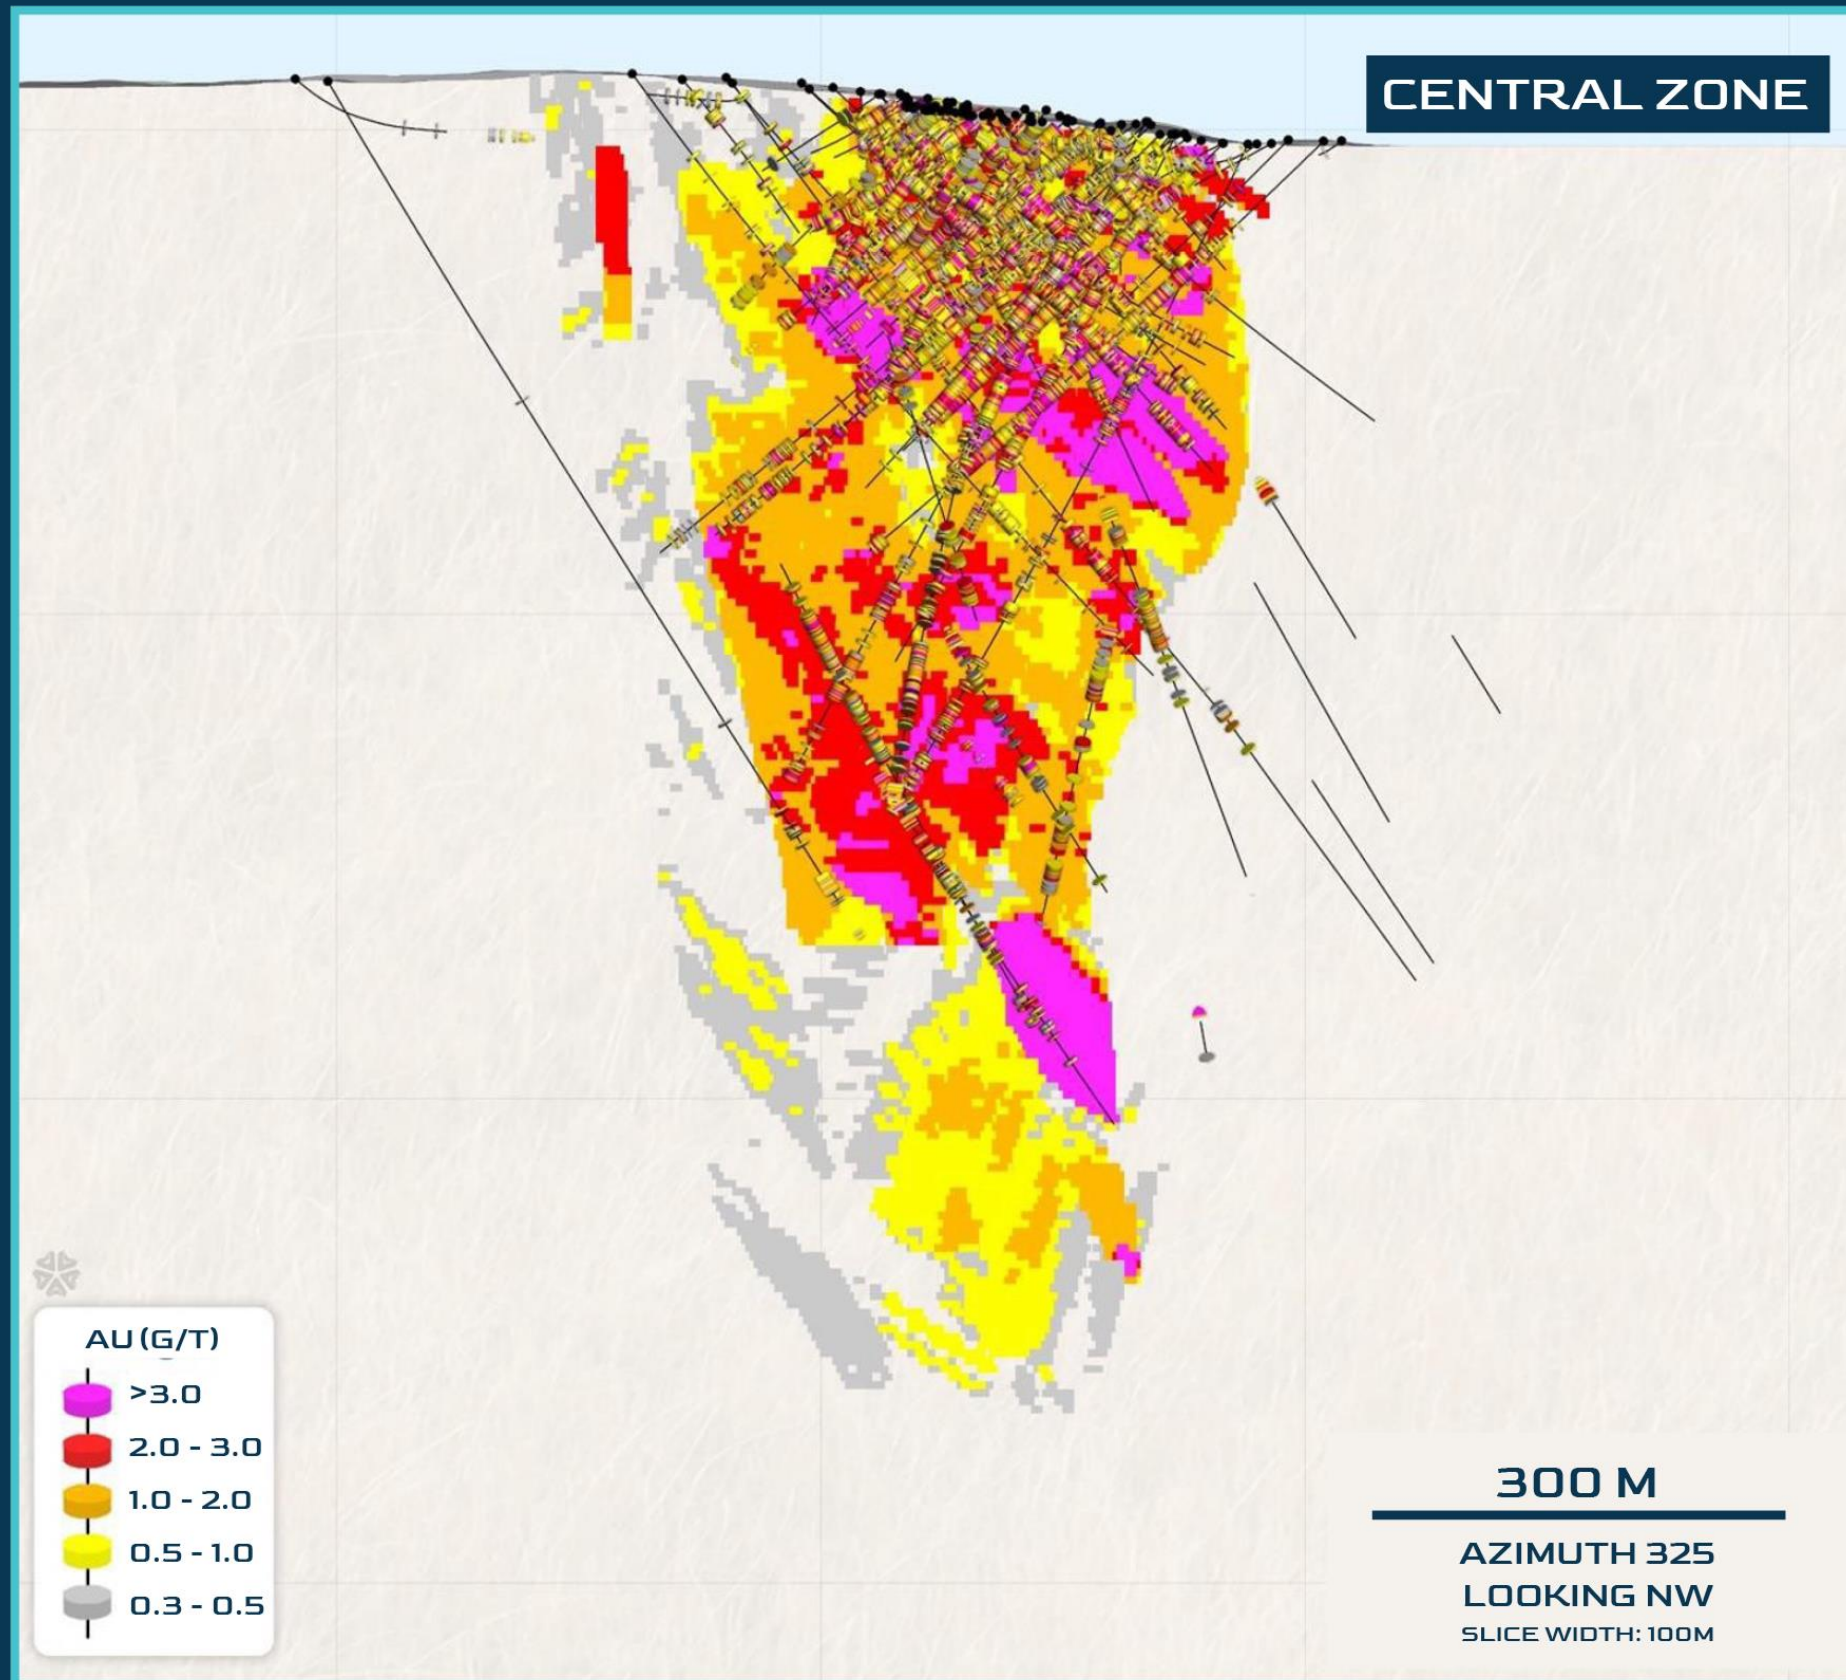 CENTRAL ZONE
AU (G/T)
>3.0
2.0 - 3.0
1.0 - 2.0
0.5 - 1.0
0.3 - 0.5
300 M
AZIMUTH 325
LOOKING NW
SLICE WIDTH: 100M